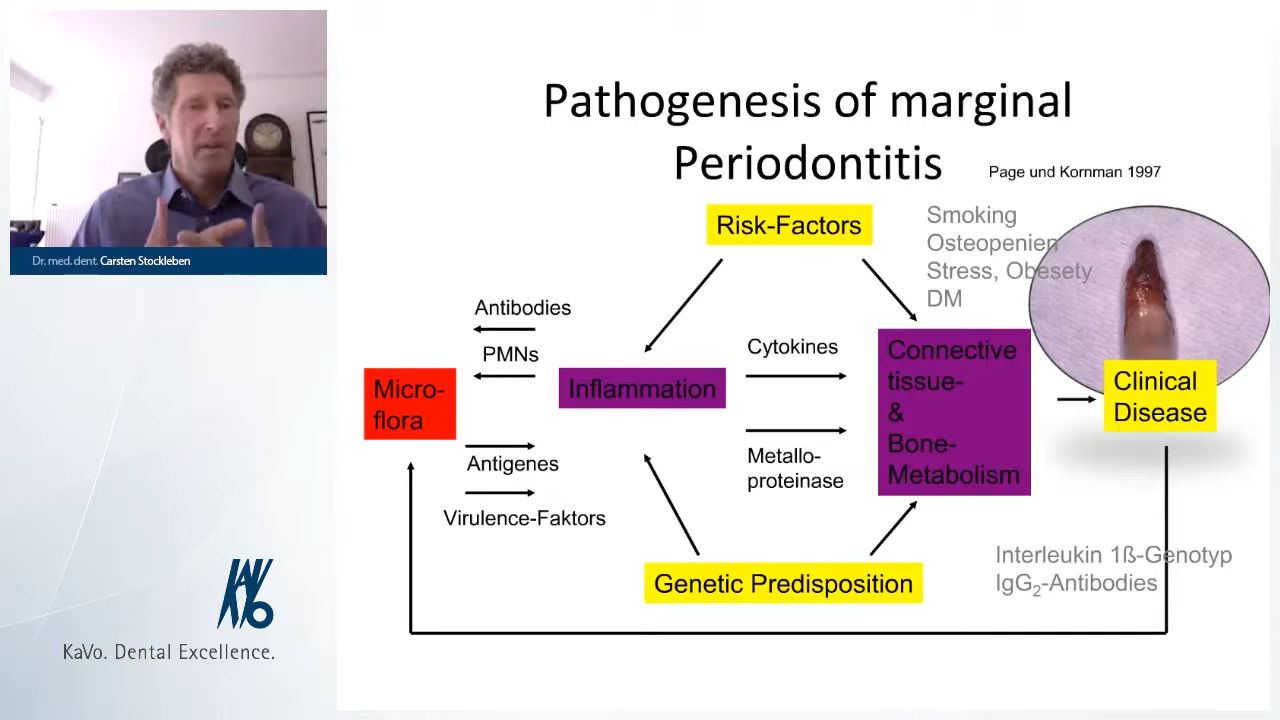 Pathogenesis of marginal
Periodontitis
Page und Kornman 1997
Risk-Factors
Smoking
Osteopenien
Stress, Obesety
DM
Antibodies
PMNs
Cytokines
Micro-
flora
Inflammation
Connective
tissue-
&
Bone-
Metabolism
Clinical
Disease
Antigenes
Virulence-Faktors
Metallo-
proteinase
Genetic Predisposition
Interleukin 1ß-Genotyp
IgG₂-Antibodies
Dr. med. dent. Carsten Stockleben
KaVo
KaVo. Dental Excellence.